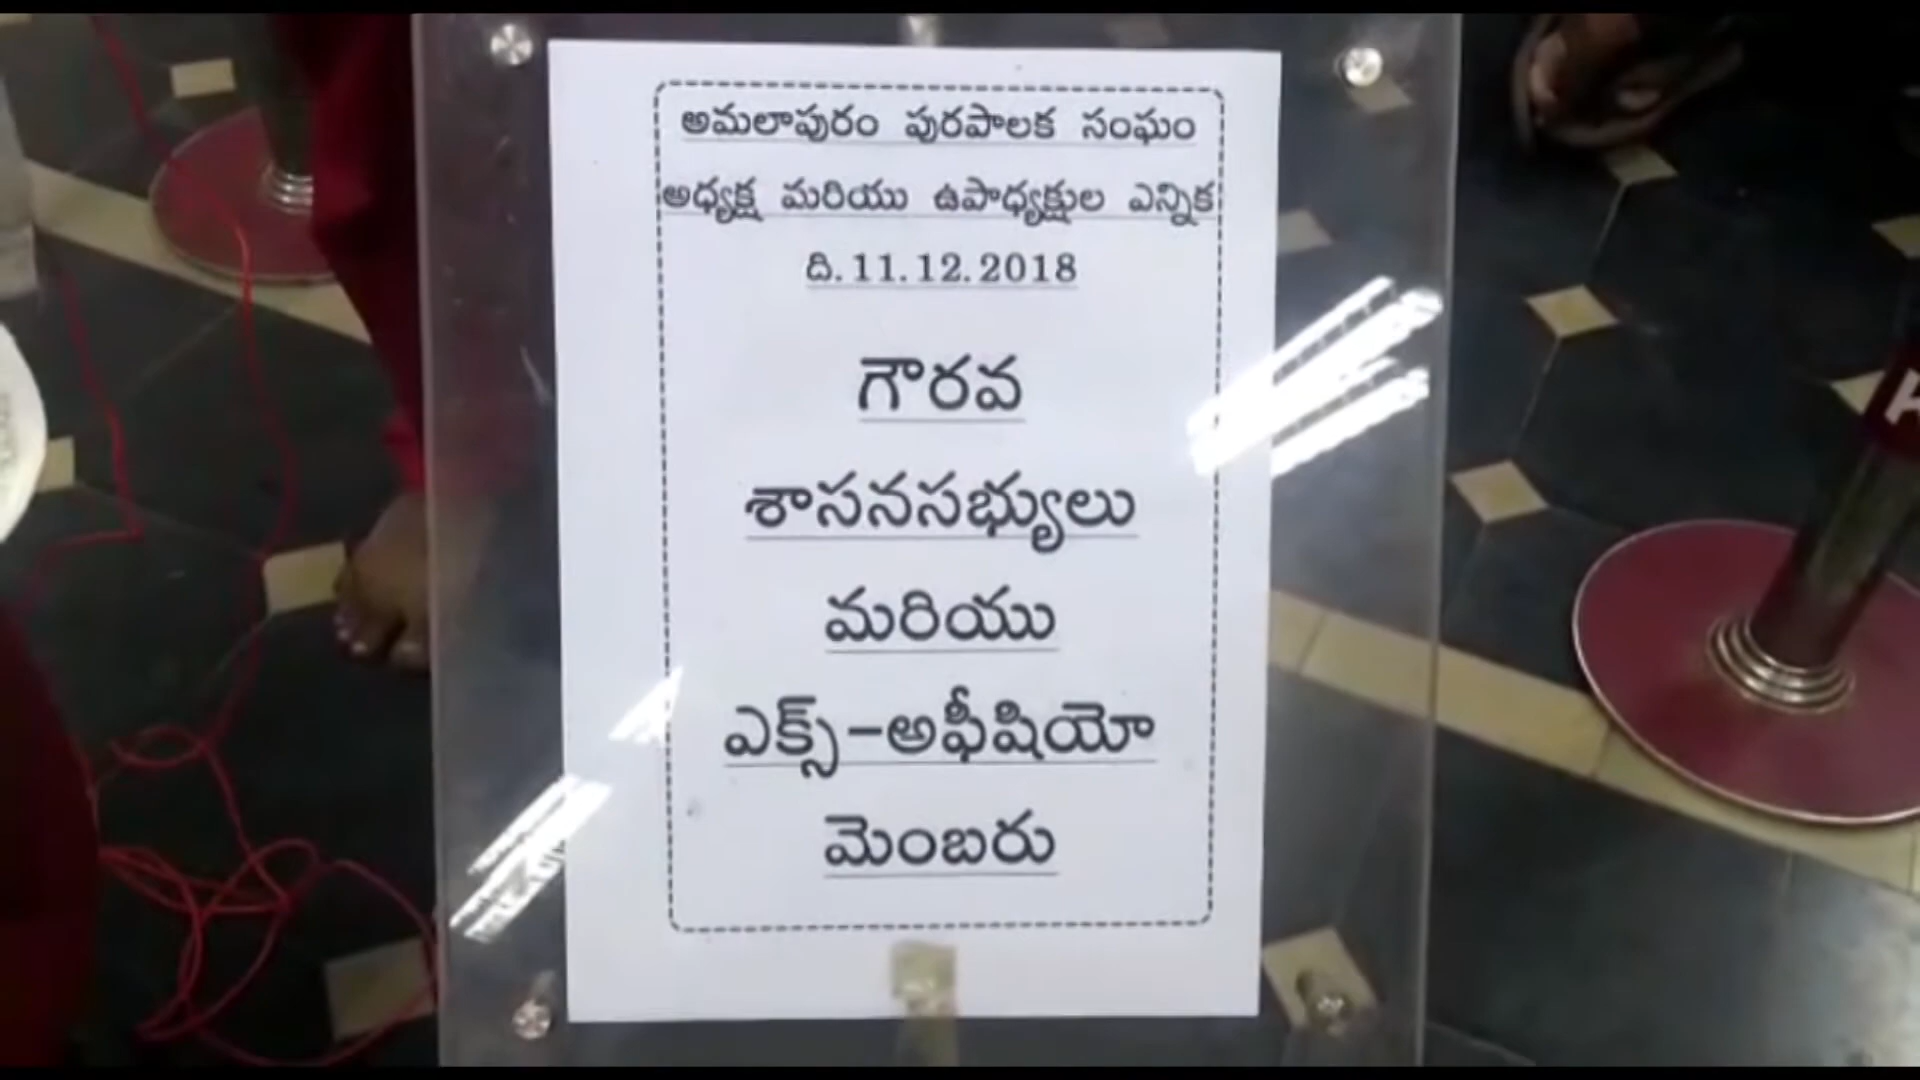 అమలాపురం పురపాలక సంఘం
అధ్యక్ష మరియు ఉపాధ్యక్షుల ఎన్నిక
ది.11.12.2018
గౌరవ
శాసనసభ్యులు
మరియు
ఎక్స్-అఫీషియో
మెంబరు